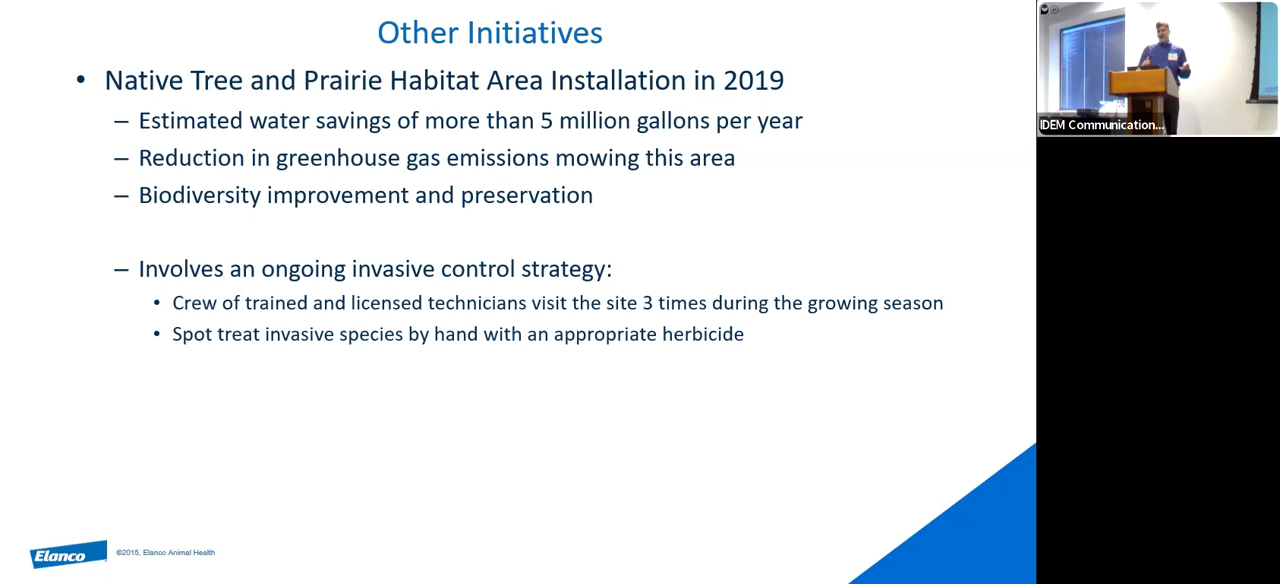 Other Initiatives
• Native Tree and Prairie Habitat Area Installation in 2019
– Estimated water savings of more than 5 million gallons per year
– Reduction in greenhouse gas emissions mowing this area
– Biodiversity improvement and preservation
– Involves an ongoing invasive control strategy:
• Crew of trained and licensed technicians visit the site 3 times during the growing season
• Spot treat invasive species by hand with an appropriate herbicide
Elanco
©2015, Elanco Animal Health
IDEM Communication...